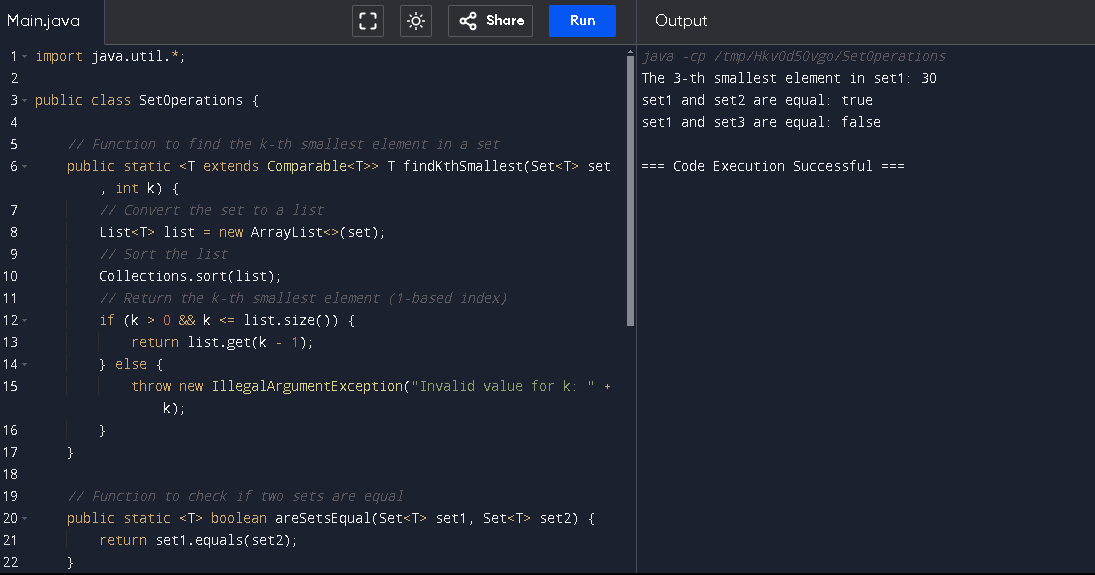 Main.java
Share
Run
Output
1 import java.util.*;
2
3 public class SetOperations {
4
5 // Function to find the k-th smallest element in a set
6 public static <T extends Comparable<T>> T findKthSmallest(Set<T> set
, int k) {
7 // Convert the set to a list
8 List<T> list = new ArrayList<>(set);
9 // Sort the list
10 Collections.sort(list);
11 // Return the k-th smallest element (1-based index)
12 if (k > 0 && k <= list.size()) {
13 return list.get(k - 1);
14 } else {
15 throw new IllegalArgumentException("Invalid value for k: " +
k);
16 }
17 }
18
19 // Function to check if two sets are equal
20 public static <T> boolean areSetsEqual(Set<T> set1, Set<T> set2) {
21 return set1.equals(set2);
22 }
java -cp /tmp/Hkv0d50vgo/SetOperations
The 3-th smallest element in set1: 30
set1 and set2 are equal: true
set1 and set3 are equal: false
=== Code Execution Successful ===